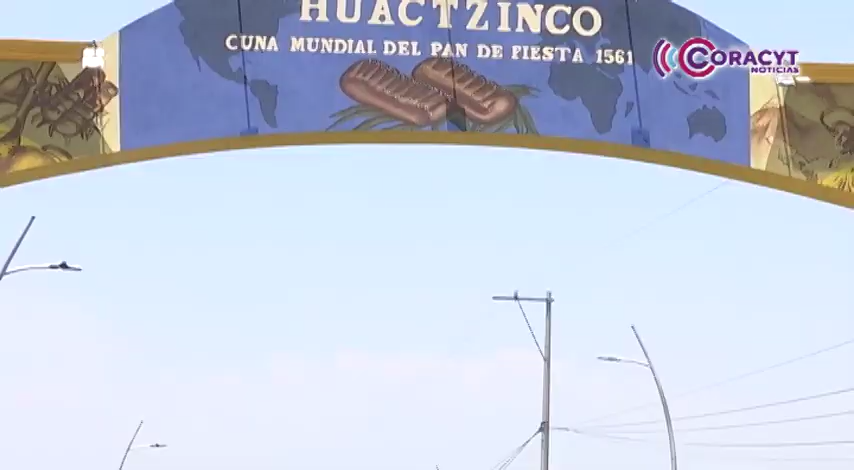 HUACTZINCO
CUNA MUNDIAL DEL PAN DE FIESTA 1561
CORACYT
NOTICIAS